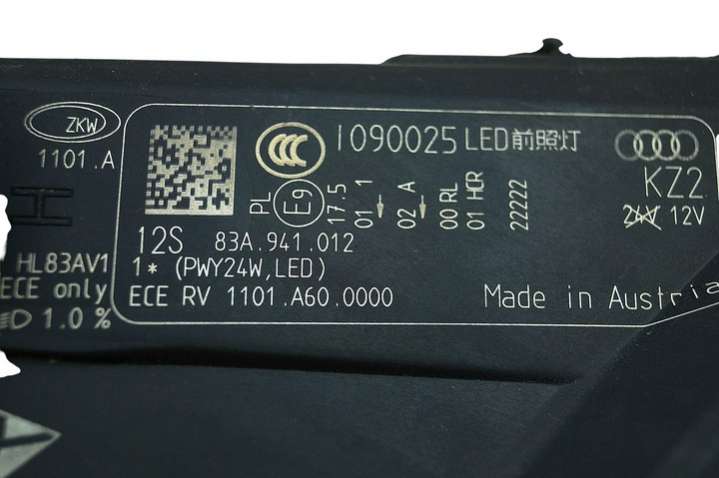 ZKW
1101.A
HL83AV1
ECE only
1.0 %
CCC
I 090025 LED前照灯
PL
E9
17.5
01 1
02 A
00 RL
01 HCR
22222
KZ2
24V 12V
12S 83A.941.012
1* (PWY24W,LED)
ECE RV 1101.A60.0000
Made in Austria